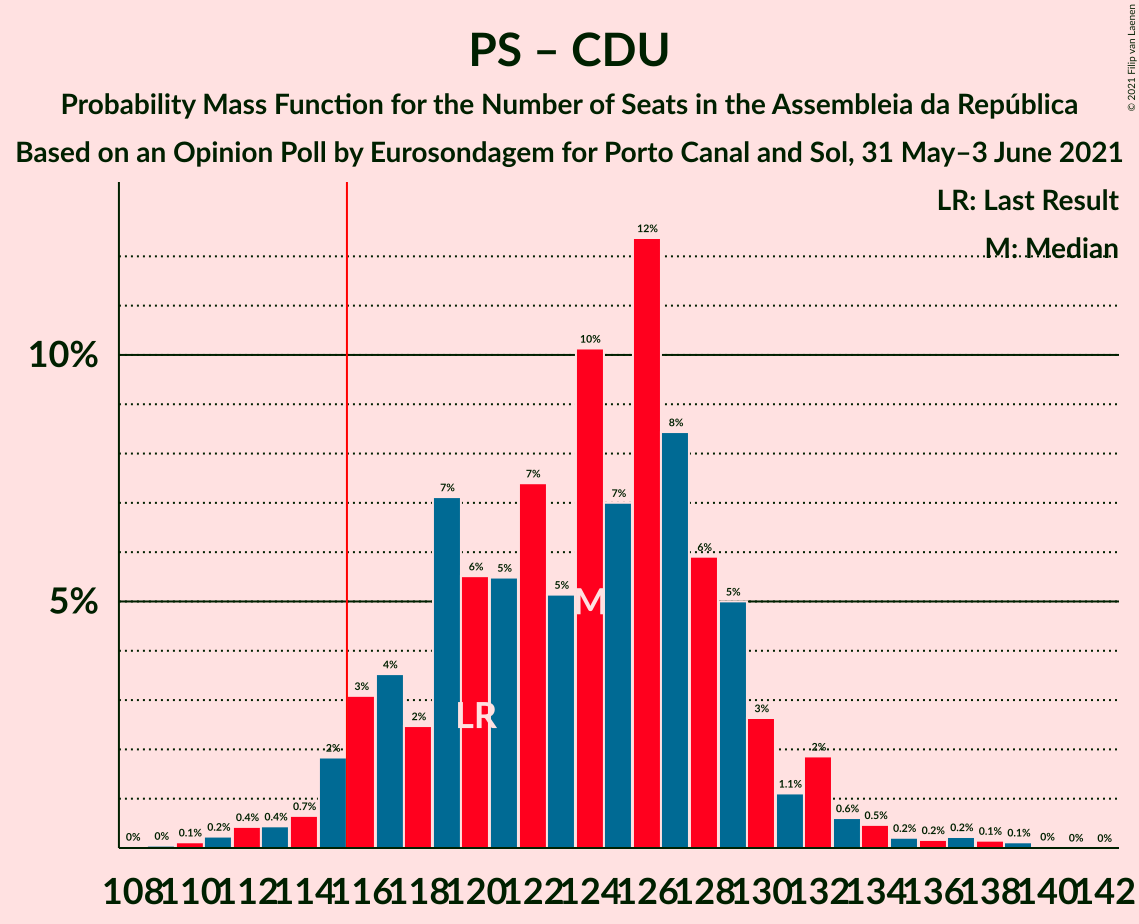 © 2021 Filip van Laenen
PS – CDU
Probability Mass Function for the Number of Seats in the Assembleia da República
Based on an Opinion Poll by Eurosondagem for Porto Canal and Sol, 31 May–3 June 2021
LR: Last Result
M: Median
10%
5%
0% 0% 0.1% 0.2% 0.4% 0.4% 0.7% 2% 3% 4% 2% 7% 6% 5% 7% 5% 10% 7% 12% 8% 6% 5% 3% 1.1% 2% 0.6% 0.5% 0.2% 0.2% 0.2% 0.1% 0.1% 0% 0% 0%
M
LR
108 110 112 114 116 118 120 122 124 126 128 130 132 134 136 138 140 142